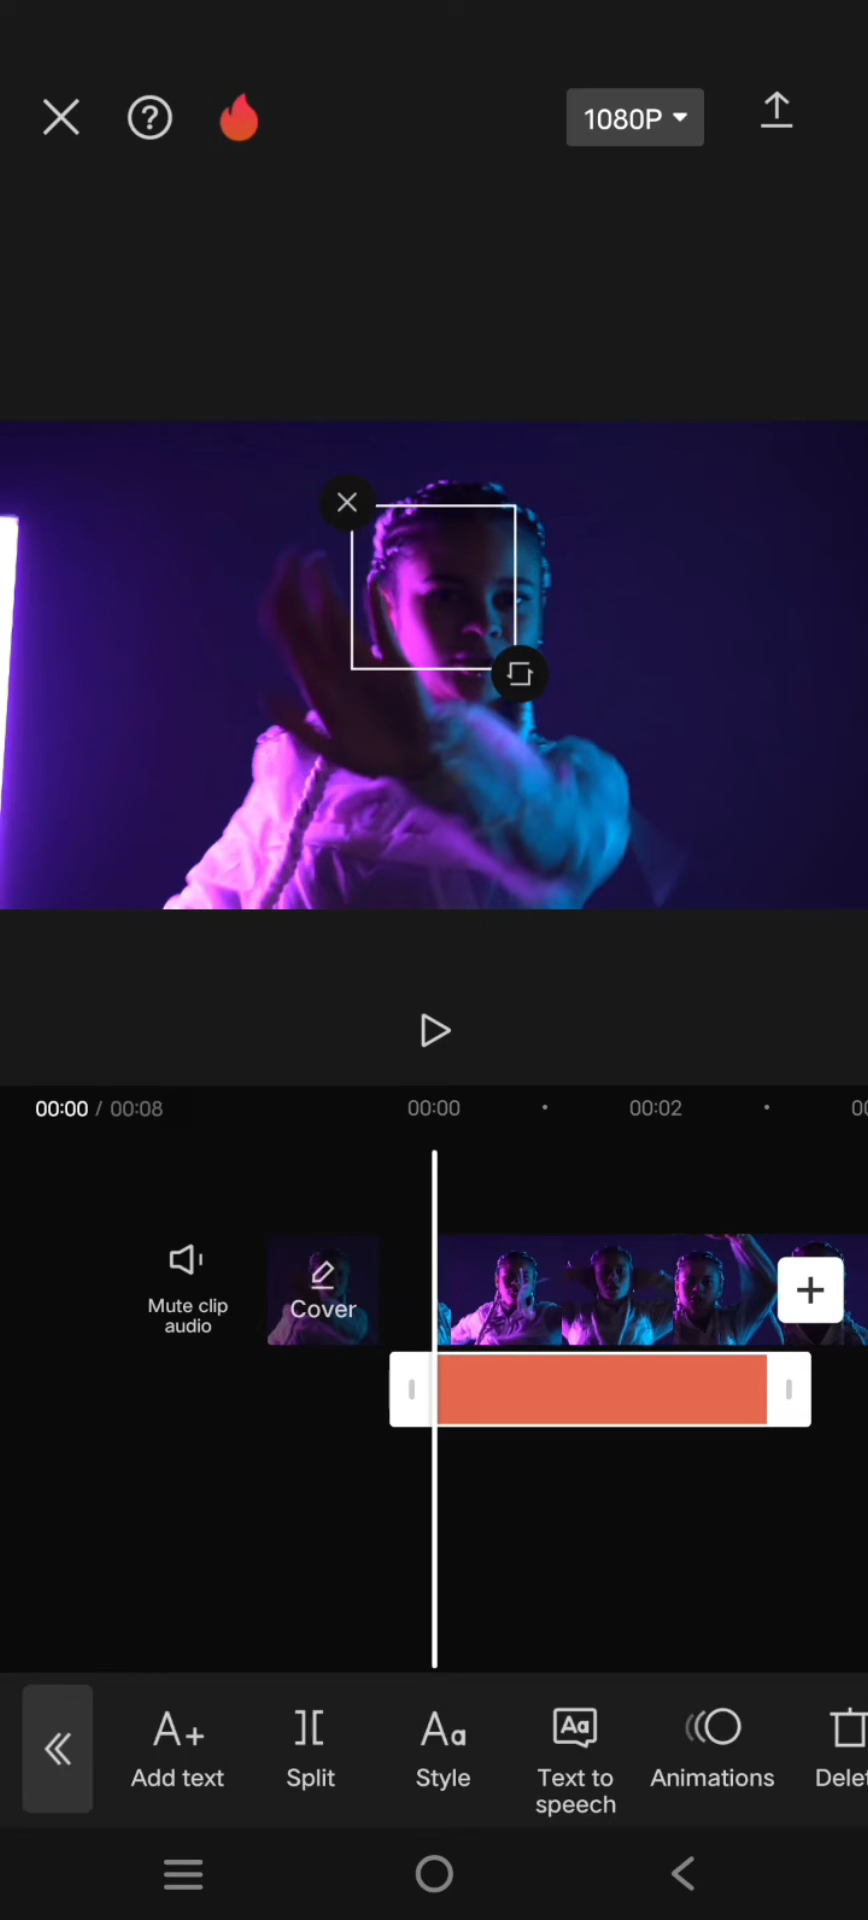 1080P
00:00 / 00:08
00:00
00:02
Mute clip
audio
Cover
Add text
Split
Style
Text to
speech
Animations